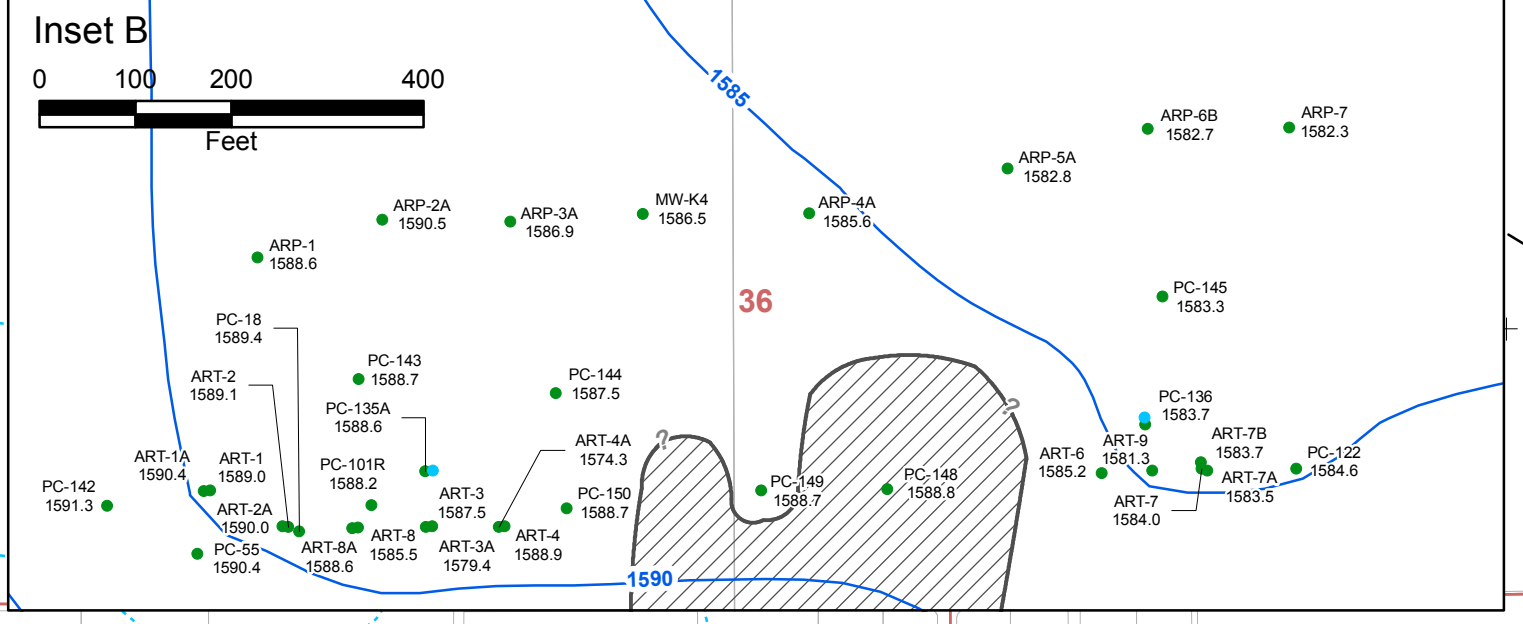 Inset B
0 100 200 400
Feet
1585
ARP-6B
1582.7
ARP-7
1582.3
ARP-5A
1582.8
ARP-2A
1590.5
ARP-3A
1586.9
MW-K4
1586.5
ARP-4A
1585.6
ARP-1
1588.6
36
PC-145
1583.3
PC-18
1589.4
PC-143
1588.7
ART-2
1589.1
PC-144
1587.5
PC-135A
1588.6
?
?
PC-136
1583.7
ART-4A
1574.3
ART-1A
1590.4
ART-1
1589.0
PC-101R
1588.2
ART-6
1585.2
ART-9
1581.3
ART-7B
1583.7
PC-122
1584.6
PC-142
1591.3
ART-3
1587.5
PC-150
1588.7
PC-149
1588.7
PC-148
1588.8
ART-7A
1583.5
ART-7
1584.0
ART-2A
1590.0
PC-55
1590.4
ART-8A
1588.6
ART-8
1585.5
ART-3A
1579.4
ART-4
1588.9
1590